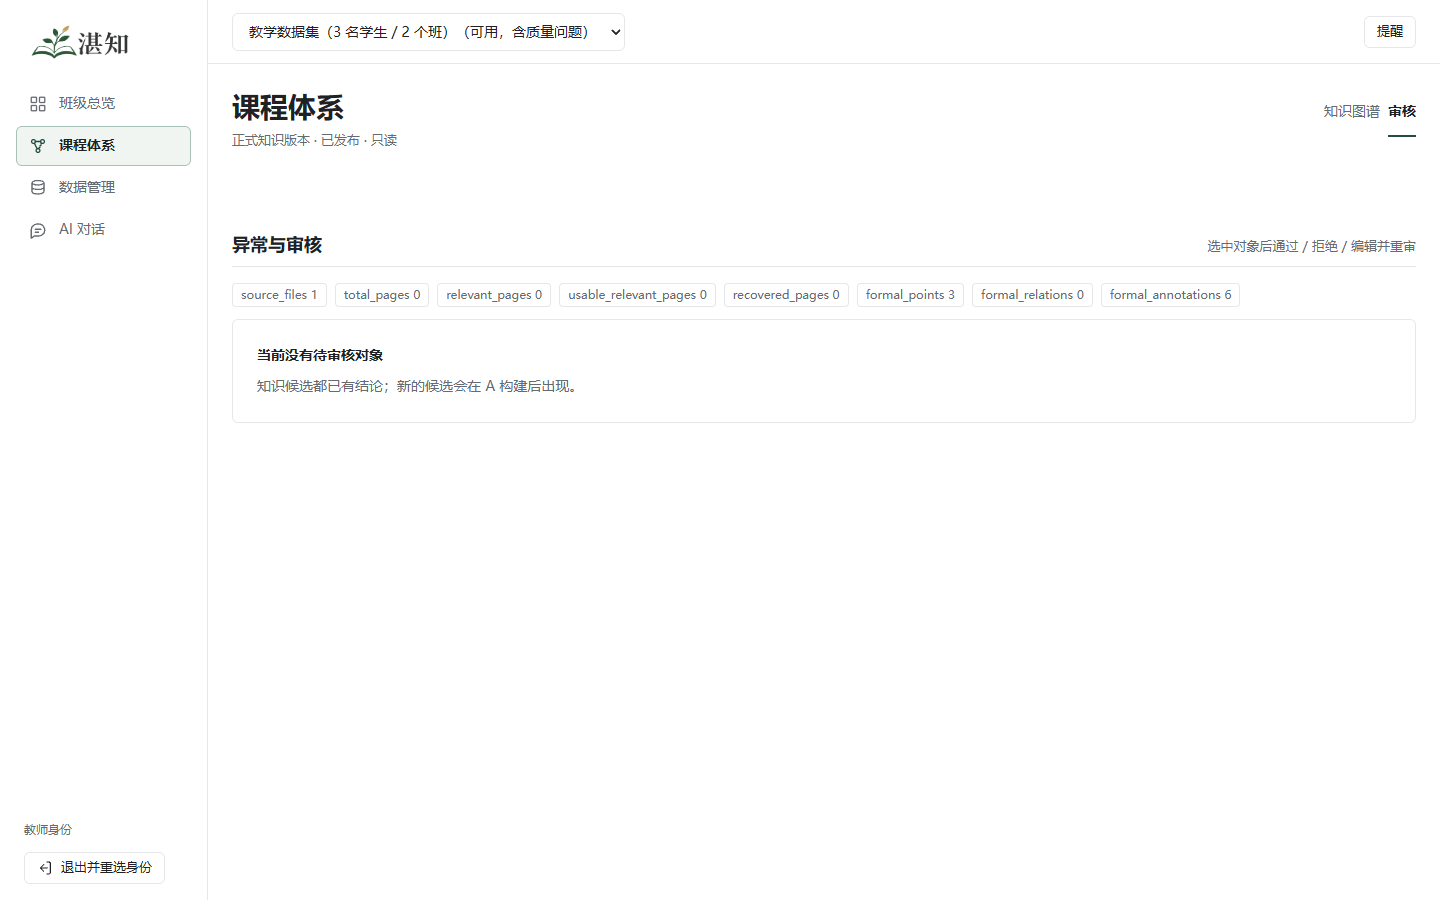 湛知
班级总览
课程体系
数据管理
AI 对话
教师身份
退出并重选身份
教学数据集（3 名学生 / 2 个班）（可用，含质量问题）
提醒
课程体系
正式知识版本 · 已发布 · 只读
知识图谱 审核
异常与审核
选中对象后通过 / 拒绝 / 编辑并重审
source_files 1 total_pages 0 relevant_pages 0 usable_relevant_pages 0 recovered_pages 0 formal_points 3 formal_relations 0 formal_annotations 6
当前没有待审核对象
知识候选都已有结论；新的候选会在 A 构建后出现。